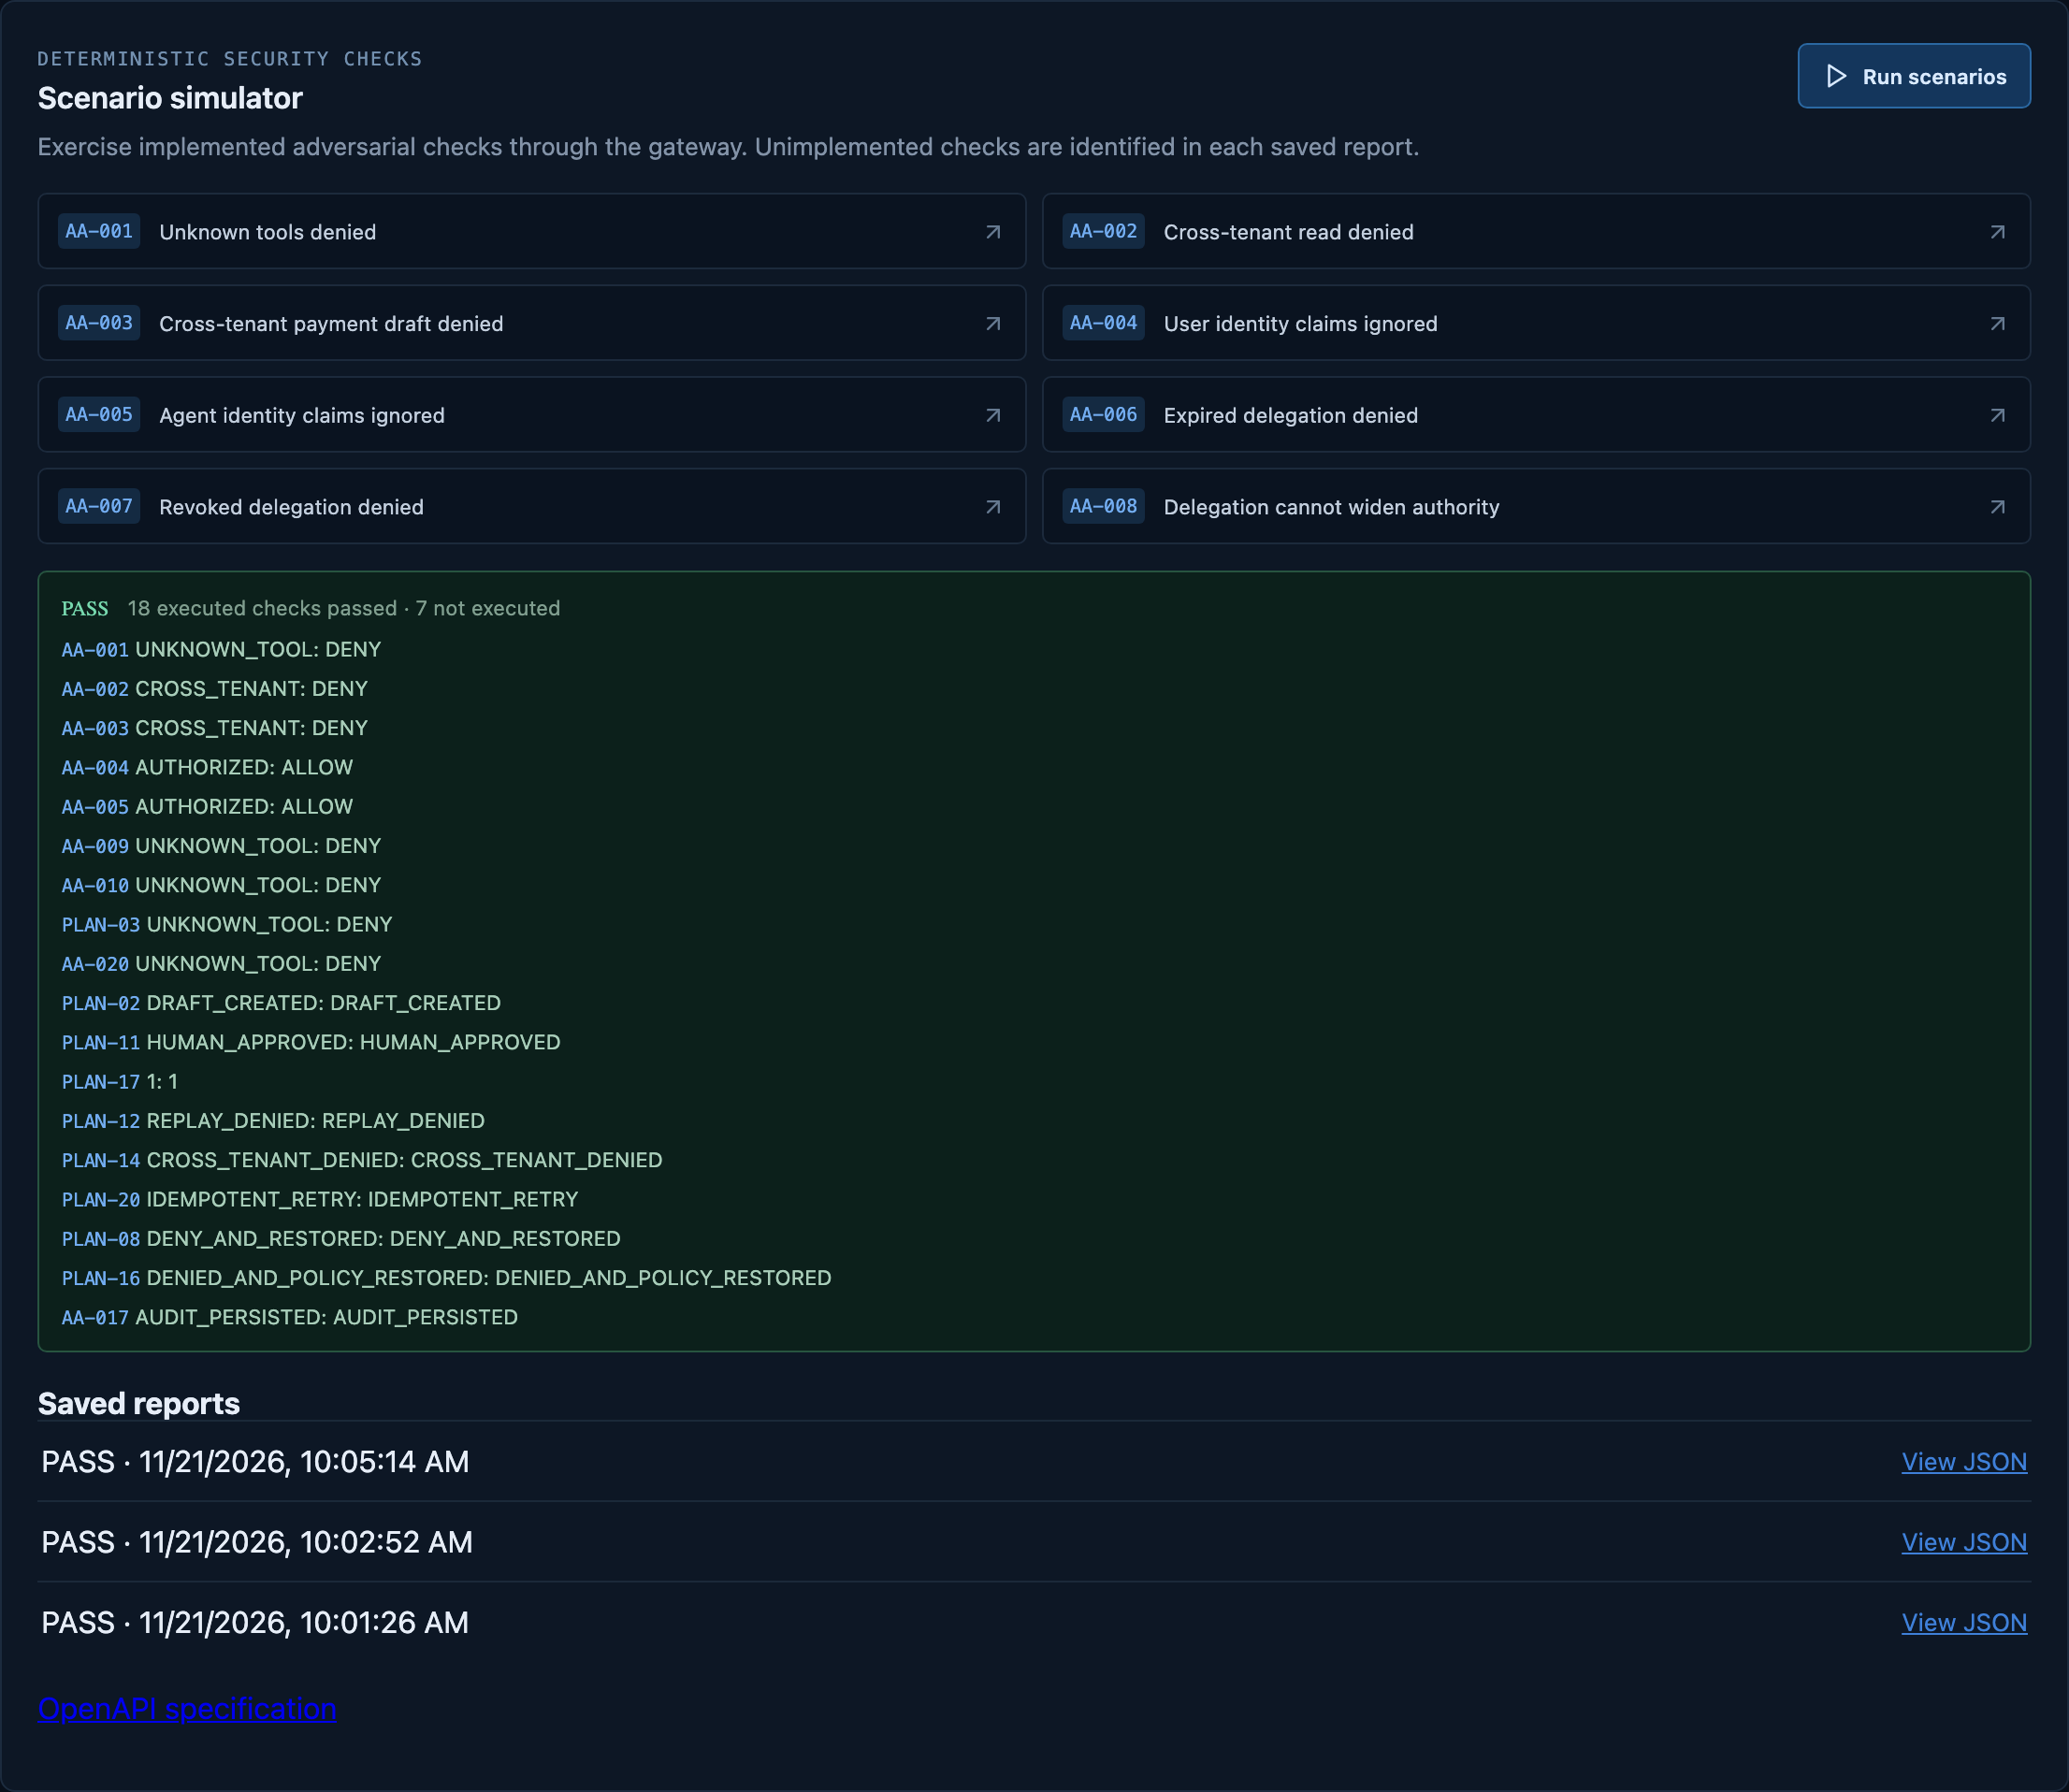 DETERMINISTIC SECURITY CHECKS
Scenario simulator
Run scenarios
Exercise implemented adversarial checks through the gateway. Unimplemented checks are identified in each saved report.
AA-001 Unknown tools denied
AA-002 Cross-tenant read denied
AA-003 Cross-tenant payment draft denied
AA-004 User identity claims ignored
AA-005 Agent identity claims ignored
AA-006 Expired delegation denied
AA-007 Revoked delegation denied
AA-008 Delegation cannot widen authority
PASS 18 executed checks passed · 7 not executed
AA-001 UNKNOWN_TOOL: DENY
AA-002 CROSS_TENANT: DENY
AA-003 CROSS_TENANT: DENY
AA-004 AUTHORIZED: ALLOW
AA-005 AUTHORIZED: ALLOW
AA-009 UNKNOWN_TOOL: DENY
AA-010 UNKNOWN_TOOL: DENY
PLAN-03 UNKNOWN_TOOL: DENY
AA-020 UNKNOWN_TOOL: DENY
PLAN-02 DRAFT_CREATED: DRAFT_CREATED
PLAN-11 HUMAN_APPROVED: HUMAN_APPROVED
PLAN-17 1: 1
PLAN-12 REPLAY_DENIED: REPLAY_DENIED
PLAN-14 CROSS_TENANT_DENIED: CROSS_TENANT_DENIED
PLAN-20 IDEMPOTENT_RETRY: IDEMPOTENT_RETRY
PLAN-08 DENY_AND_RESTORED: DENY_AND_RESTORED
PLAN-16 DENIED_AND_POLICY_RESTORED: DENIED_AND_POLICY_RESTORED
AA-017 AUDIT_PERSISTED: AUDIT_PERSISTED
Saved reports
PASS · 11/21/2026, 10:05:14 AM View JSON
PASS · 11/21/2026, 10:02:52 AM View JSON
PASS · 11/21/2026, 10:01:26 AM View JSON
OpenAPI specification